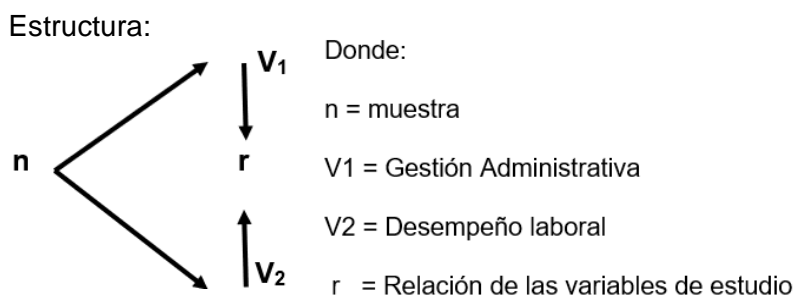 Estructura:
V1
n
r
V2
Donde:
n = muestra
V1 = Gestión Administrativa
V2 = Desempeño laboral
r = Relación de las variables de estudio